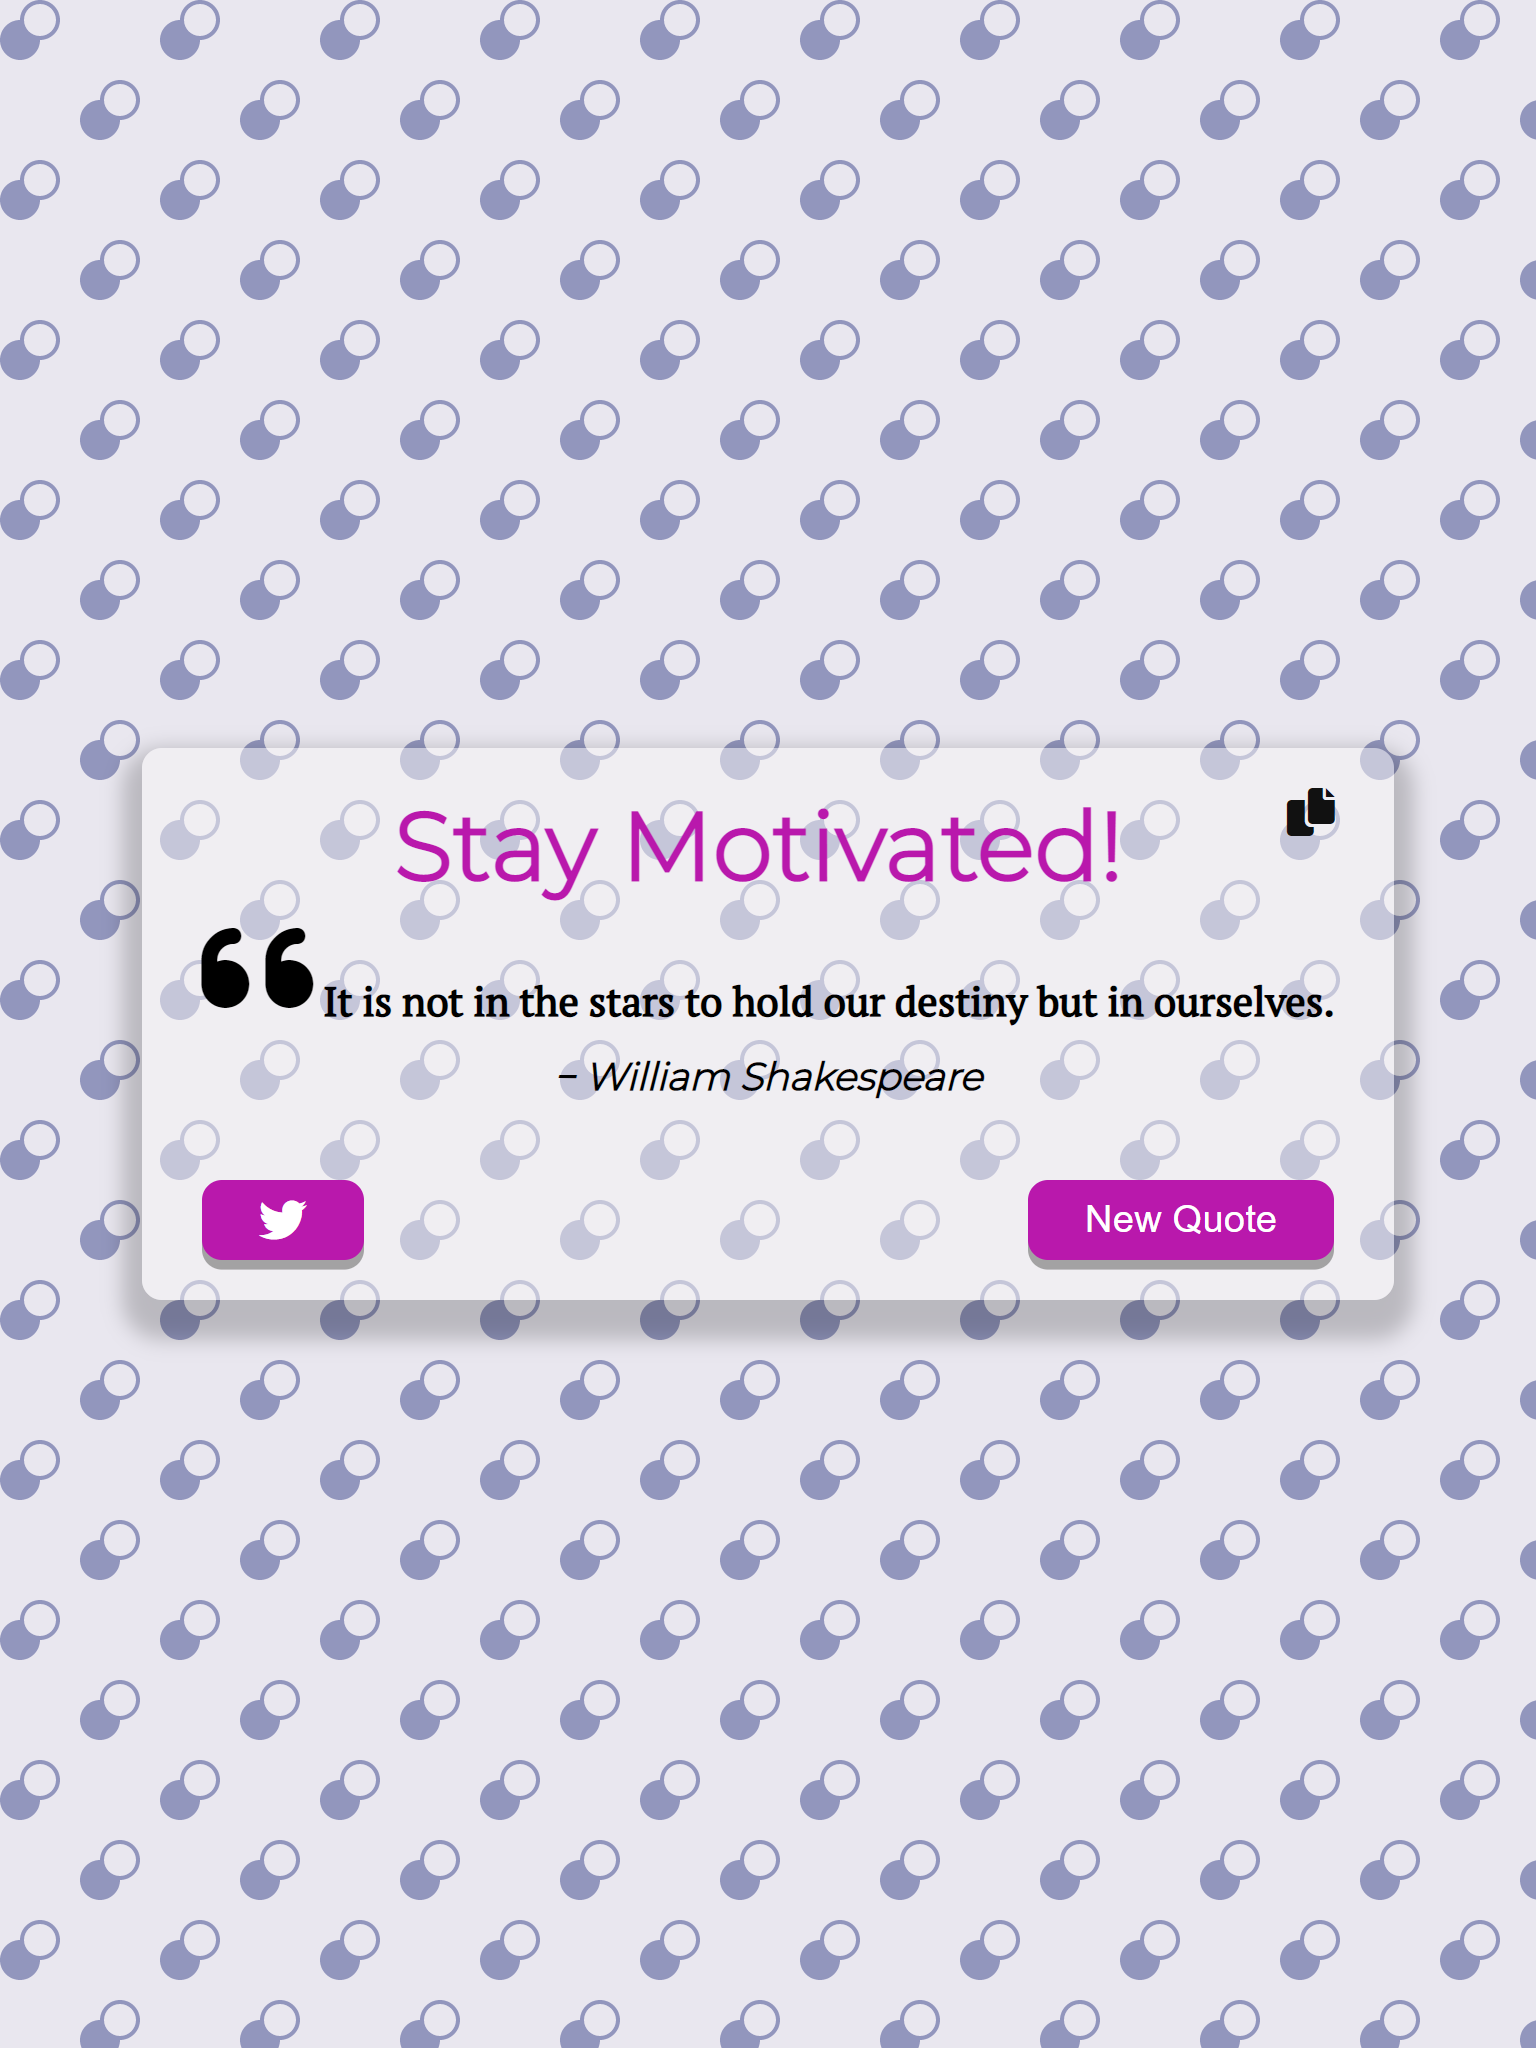 Stay Motivated!
It is not in the stars to hold our destiny but in ourselves.
– William Shakespeare
New Quote